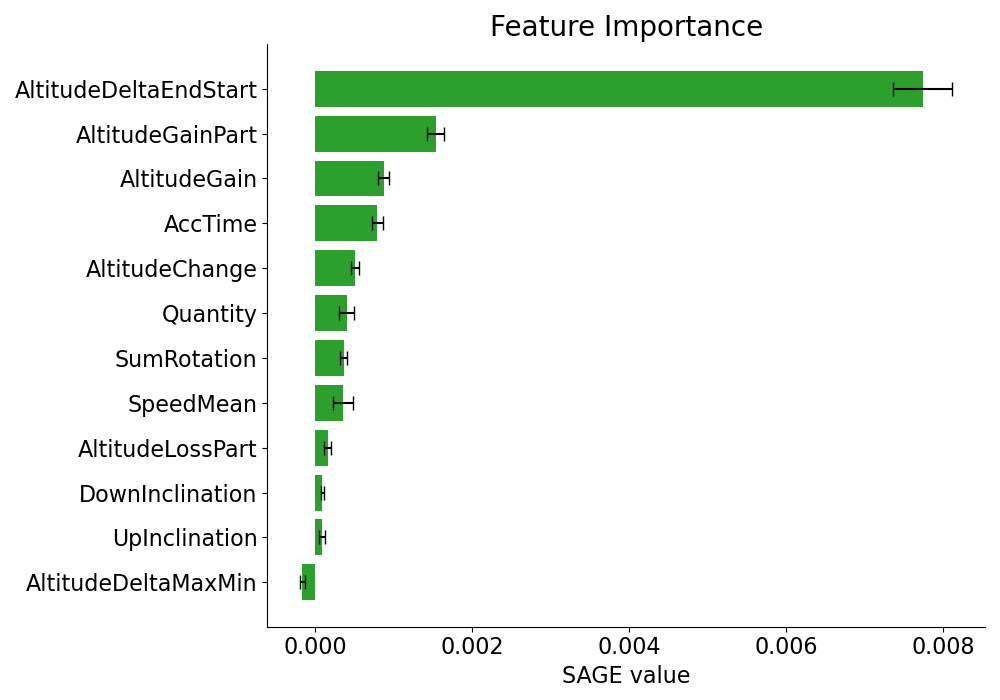 Feature Importance
AltitudeDeltaEndStart
AltitudeGainPart
AltitudeGain
AccTime
AltitudeChange
Quantity
SumRotation
SpeedMean
AltitudeLossPart
DownInclination
UpInclination
AltitudeDeltaMaxMin
0.000 0.002 0.004 0.006 0.008
SAGE value